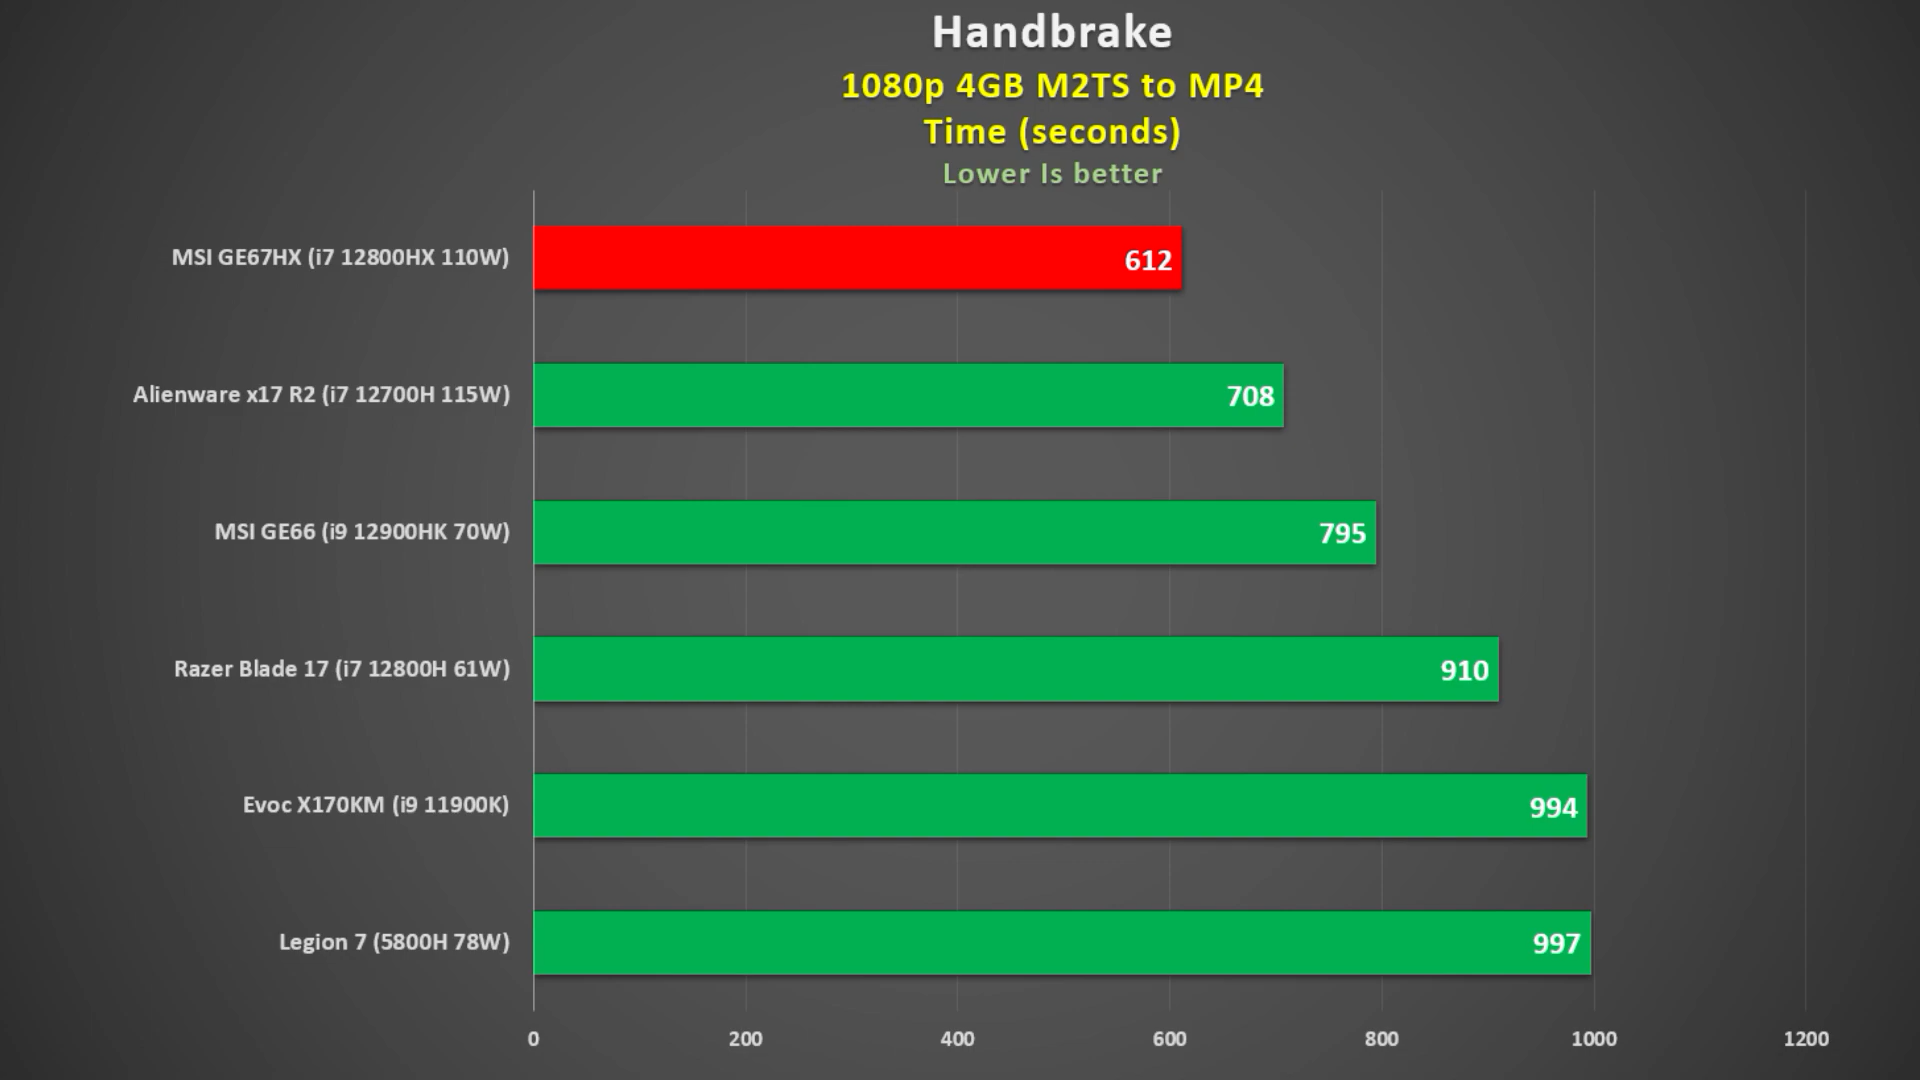 Handbrake
1080p 4GB M2TS to MP4
Time (seconds)
Lower Is better
MSI GE67HX (i7 12800HX 110W)
612
Alienware x17 R2 (i7 12700H 115W)
708
MSI GE66 (i9 12900HK 70W)
795
Razer Blade 17 (i7 12800H 61W)
910
Evoc X170KM (i9 11900K)
994
Legion 7 (5800H 78W)
997
0 200 400 600 800 1000 1200